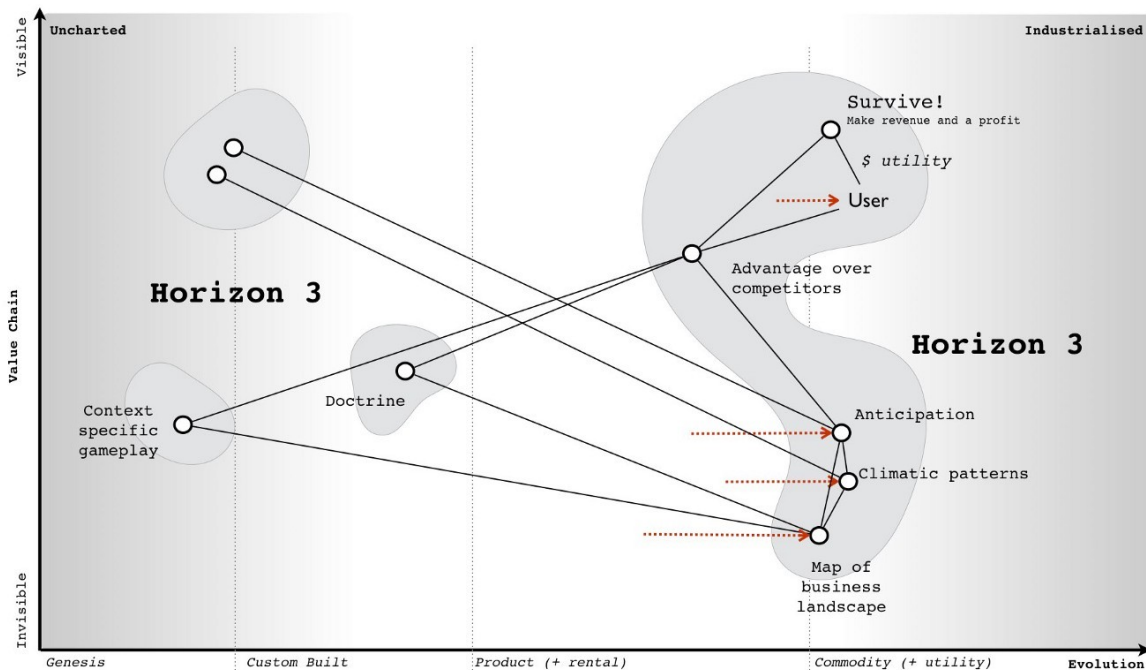 Uncharted
Industrialised
Visible
Survive!
Make revenue and a profit
$ utility
User
Advantage over
competitors
Horizon 3
Horizon 3
Value Chain
Doctrine
Context
specific
gameplay
Anticipation
Climatic patterns
Map of
business
landscape
Invisible
Genesis
Custom Built
Product (+ rental)
Commodity (+ utility)
Evolution